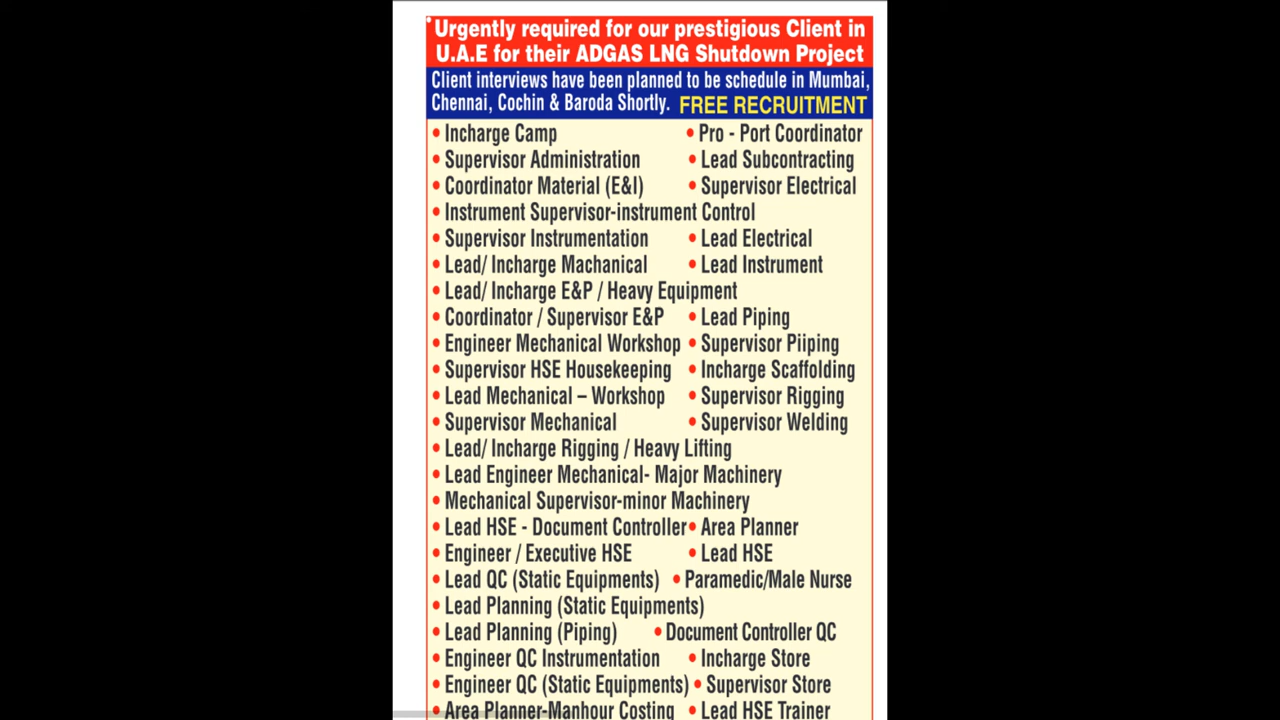 Urgently required for our prestigious Client in
U.A.E for their ADGAS LNG Shutdown Project
Client interviews have been planned to be schedule in Mumbai,
Chennai, Cochin & Baroda Shortly. FREE RECRUITMENT
• Incharge Camp • Pro - Port Coordinator
• Supervisor Administration • Lead Subcontracting
• Coordinator Material (E&I) • Supervisor Electrical
• Instrument Supervisor-instrument Control
• Supervisor Instrumentation • Lead Electrical
• Lead/ Incharge Machanical • Lead Instrument
• Lead/ Incharge E&P / Heavy Equipment
• Coordinator / Supervisor E&P • Lead Piping
• Engineer Mechanical Workshop • Supervisor Piiping
• Supervisor HSE Housekeeping • Incharge Scaffolding
• Lead Mechanical – Workshop • Supervisor Rigging
• Supervisor Mechanical • Supervisor Welding
• Lead/ Incharge Rigging / Heavy Lifting
• Lead Engineer Mechanical- Major Machinery
• Mechanical Supervisor-minor Machinery
• Lead HSE - Document Controller • Area Planner
• Engineer / Executive HSE • Lead HSE
• Lead QC (Static Equipments) • Paramedic/Male Nurse
• Lead Planning (Static Equipments)
• Lead Planning (Piping) • Document Controller QC
• Engineer QC Instrumentation • Incharge Store
• Engineer QC (Static Equipments) • Supervisor Store
• Area Planner-Manhour Costing • Lead HSE Trainer